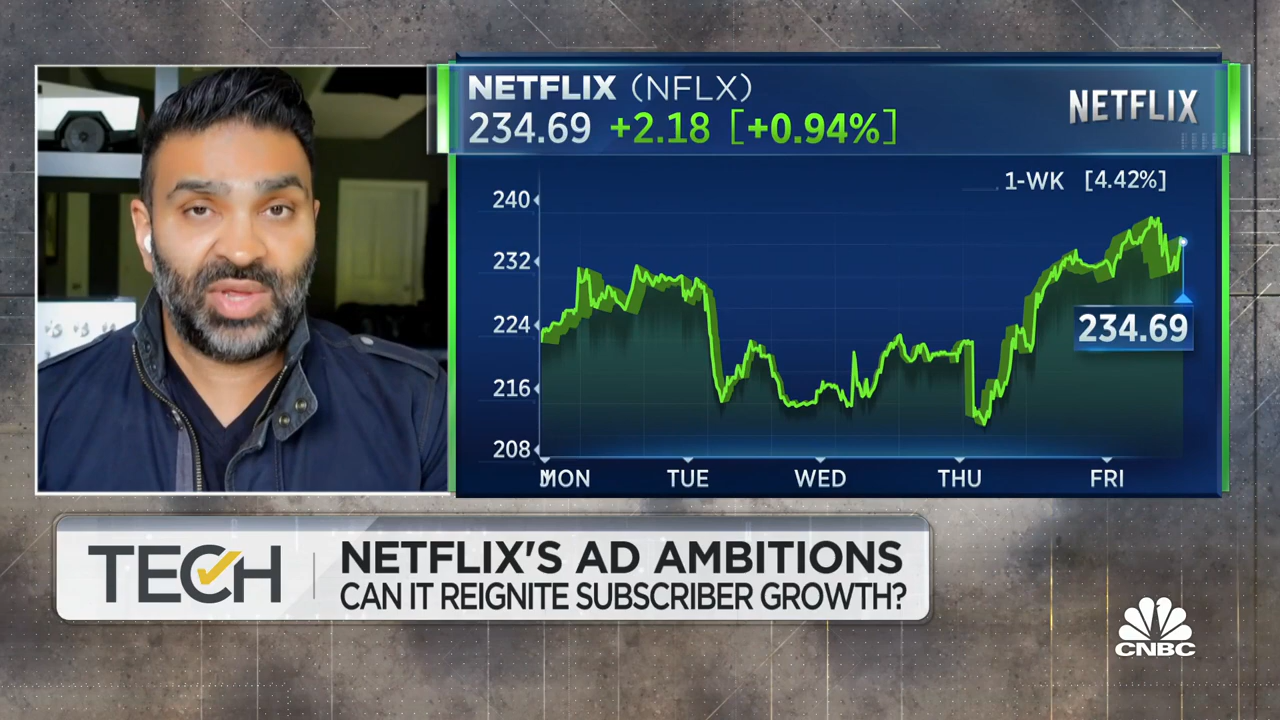 NETFLIX (NFLX)
234.69 +2.18 [+0.94%]
NETFLIX
1-WK [4.42%]
240
232
224
216
208
234.69
MON TUE WED THU FRI
TECH
NETFLIX'S AD AMBITIONS
CAN IT REIGNITE SUBSCRIBER GROWTH?
CNBC